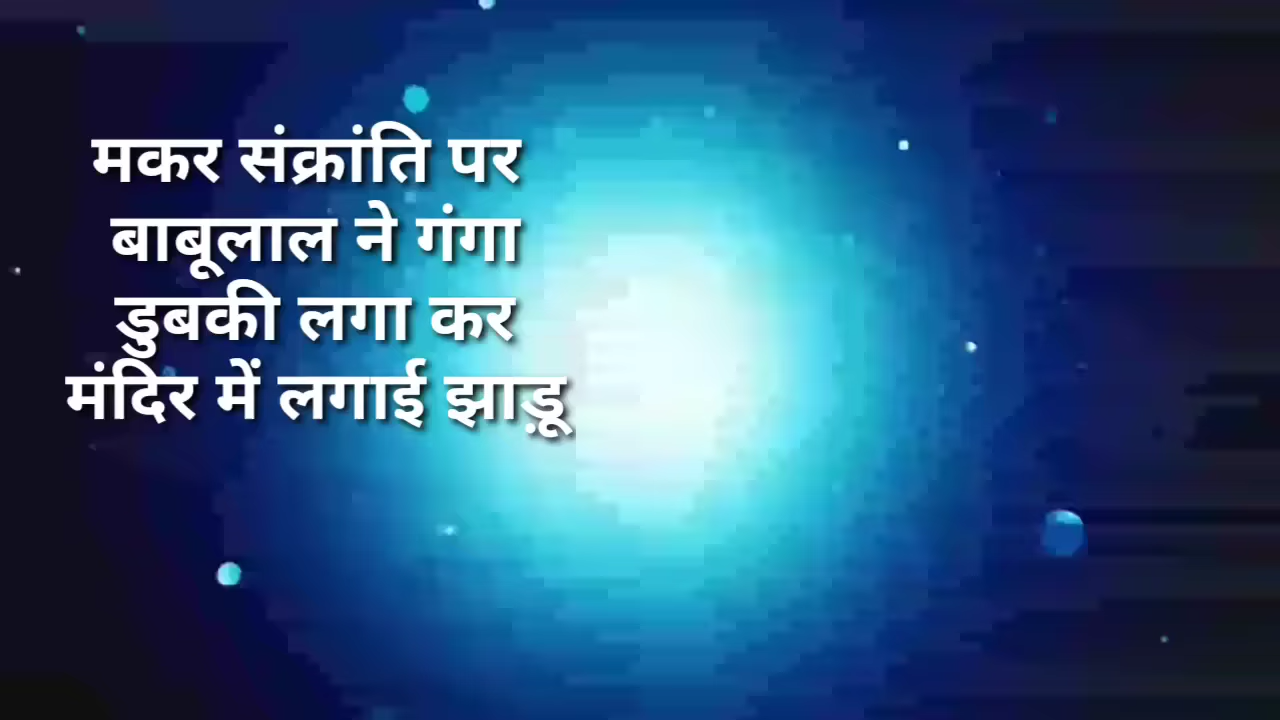 मकर संक्रांति पर
बाबूलाल ने गंगा
डुबकी लगा कर
मंदिर में लगाई झाड़ू